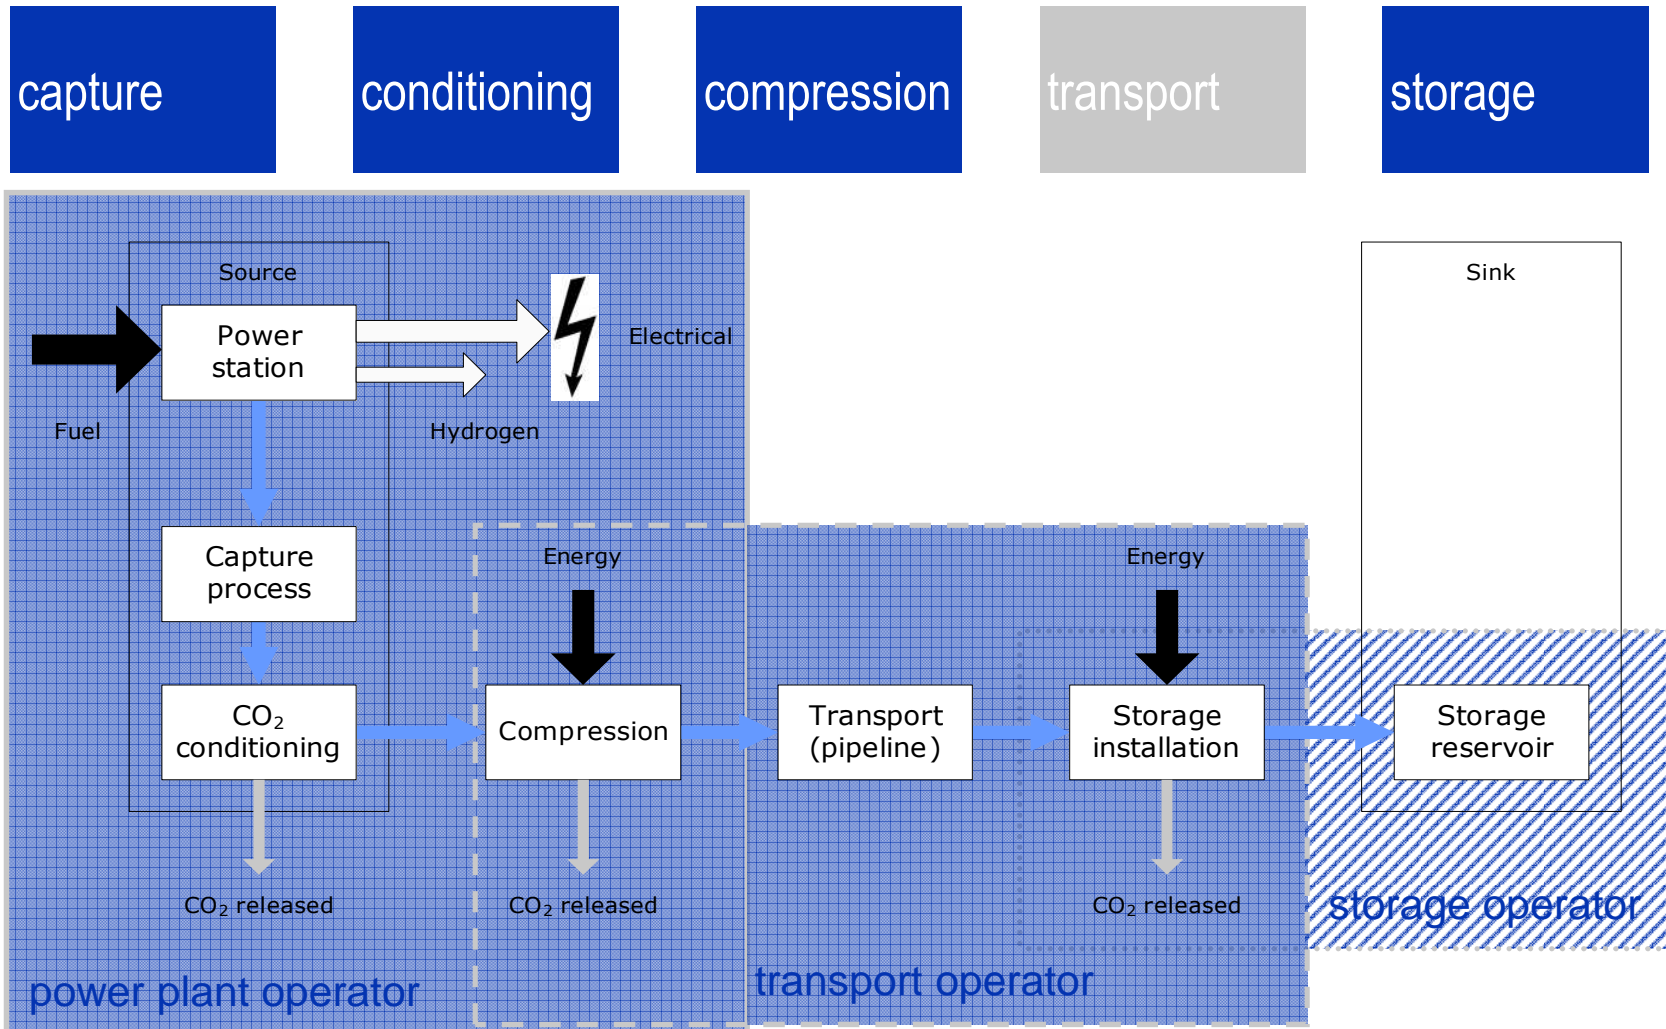 capture
conditioning
compression
transport
storage
Source
Sink
Power
station
Electrical
Fuel
Hydrogen
Capture
process
Energy
Energy
CO₂
conditioning
Compression
Transport
(pipeline)
Storage
installation
Storage
reservoir
CO₂ released
CO₂ released
CO₂ released
storage operator
power plant operator
transport operator